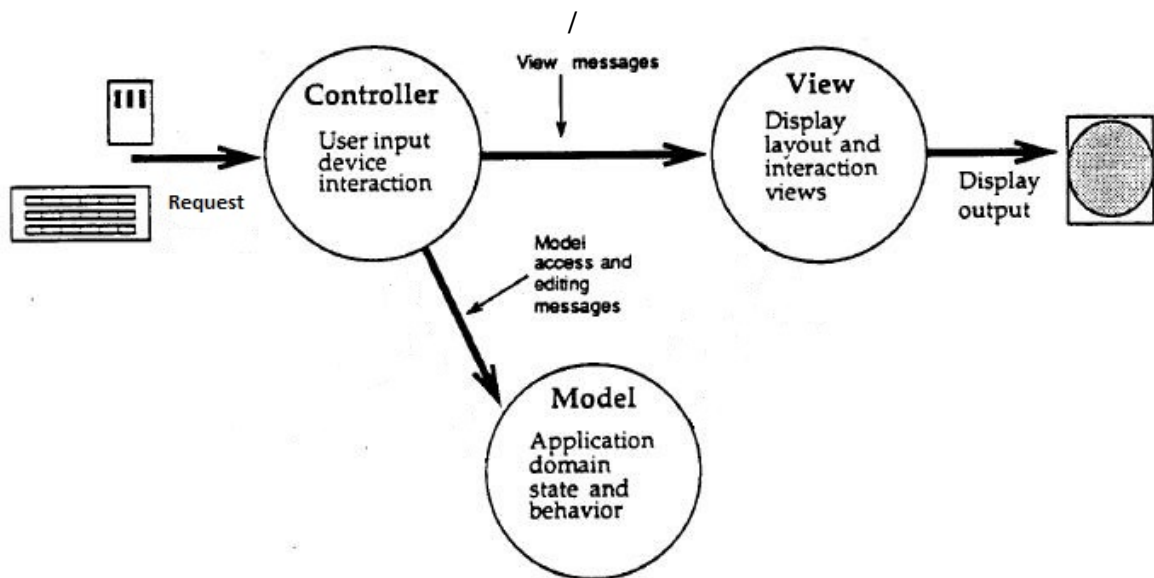 /
View messages
Controller
User input
device
interaction
View
Display
layout and
interaction
views
Request
Display
output
Model
access and
editing
messages
Model
Application
domain
state and
behavior